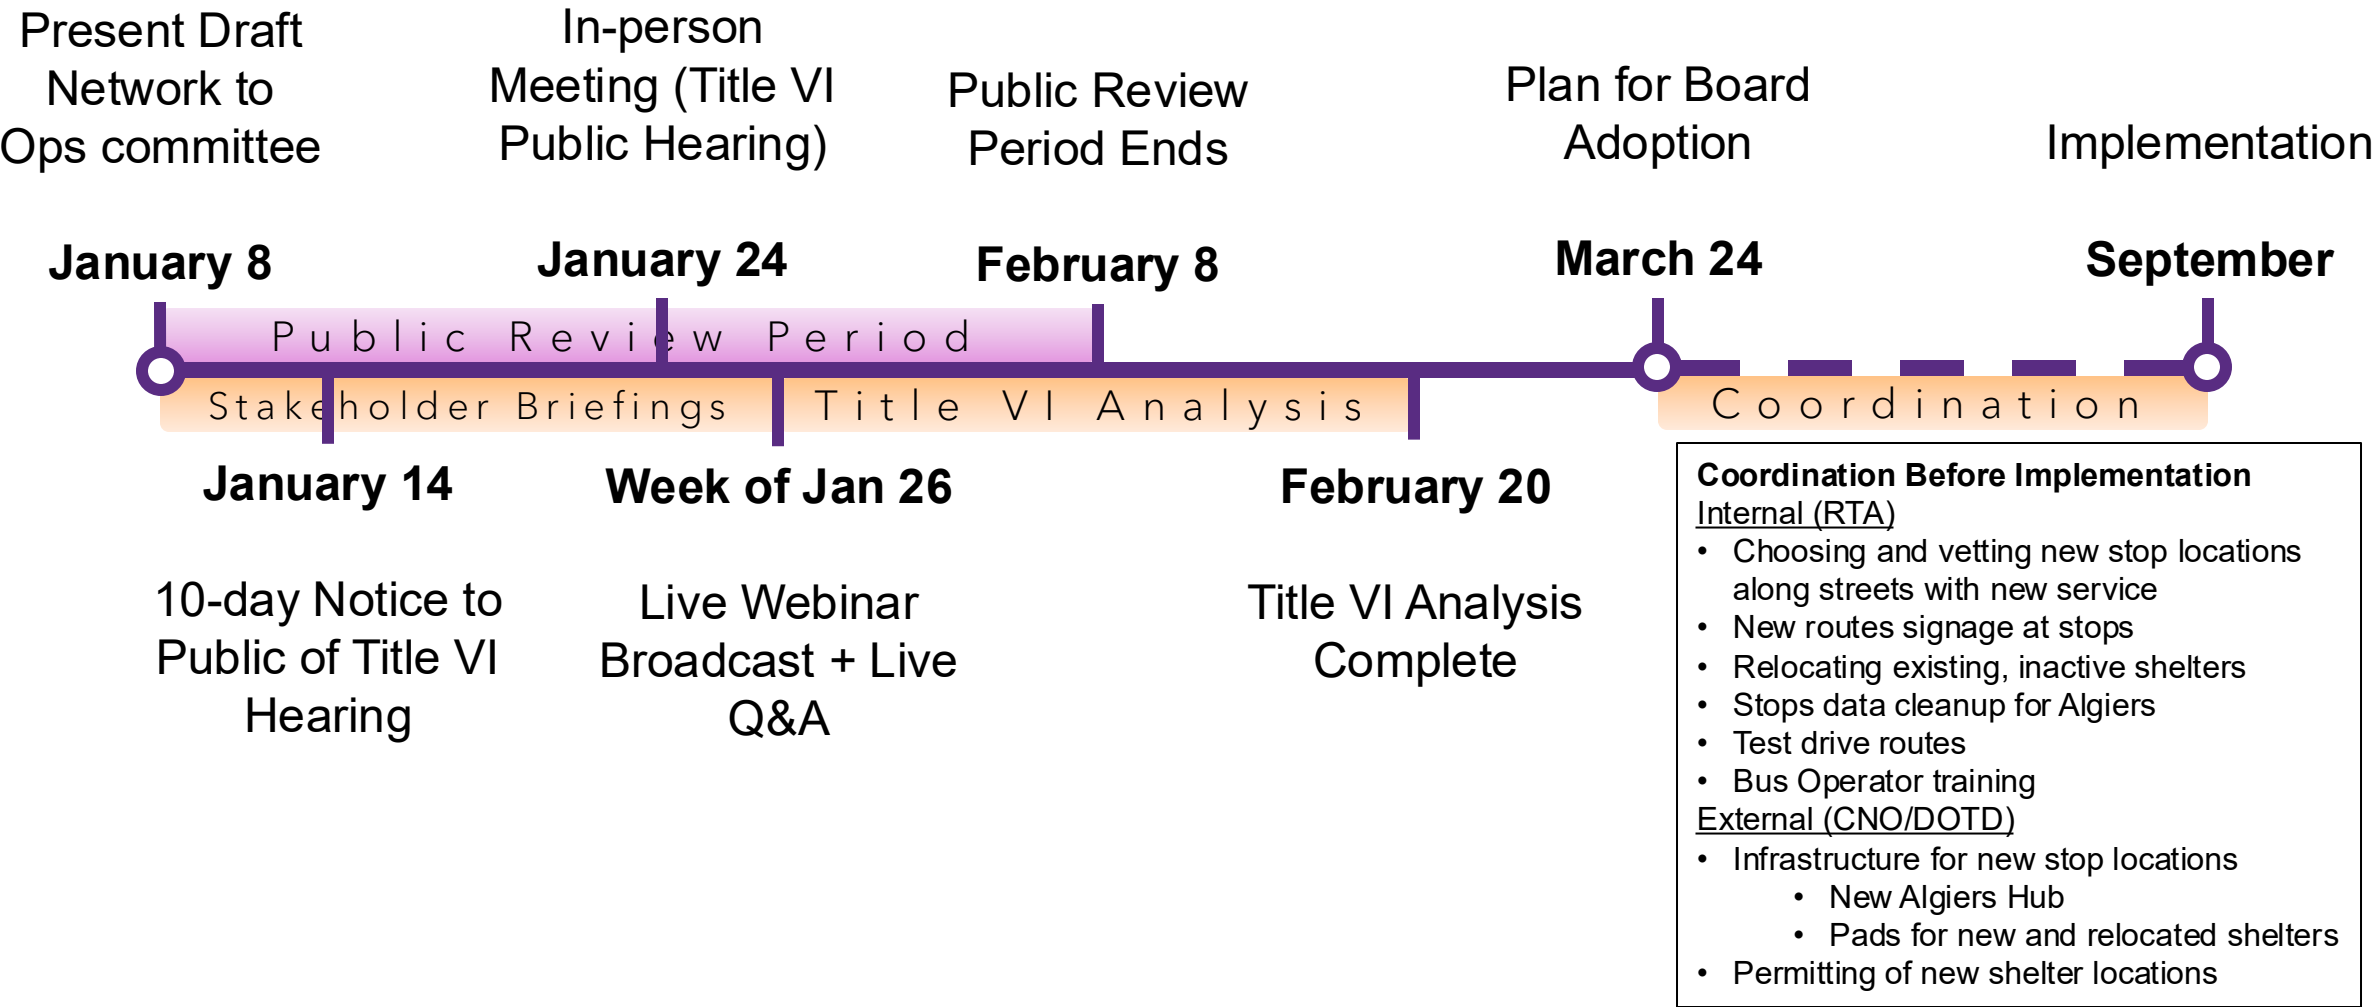 Present Draft
Network to
Ops committee
In-person
Meeting (Title VI
Public Hearing)
Public Review
Period Ends
Plan for Board
Adoption
Implementation
January 8
January 24
February 8
March 24
September
Public Review Period
Stakeholder Briefings
Title VI Analysis
Coordination
January 14
Week of Jan 26
February 20
10-day Notice to
Public of Title VI
Hearing
Live Webinar
Broadcast + Live
Q&A
Title VI Analysis
Complete
Coordination Before Implementation
Internal (RTA)
• Choosing and vetting new stop locations
along streets with new service
• New routes signage at stops
• Relocating existing, inactive shelters
• Stops data cleanup for Algiers
• Test drive routes
• Bus Operator training
External (CNO/DOTD)
• Infrastructure for new stop locations
• New Algiers Hub
• Pads for new and relocated shelters
• Permitting of new shelter locations